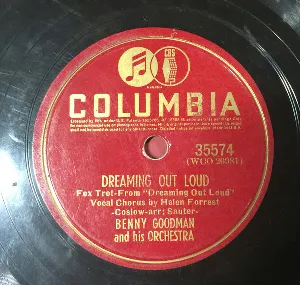 CBS
COLUMBIA
35574
(WCO 26981)
DREAMING OUT LOUD
Fox Trot-From "Dreaming Out Loud"
Vocal Chorus by Helen Forrest
-Coslow-arr: Sauter-
BENNY GOODMAN
and his ORCHESTRA